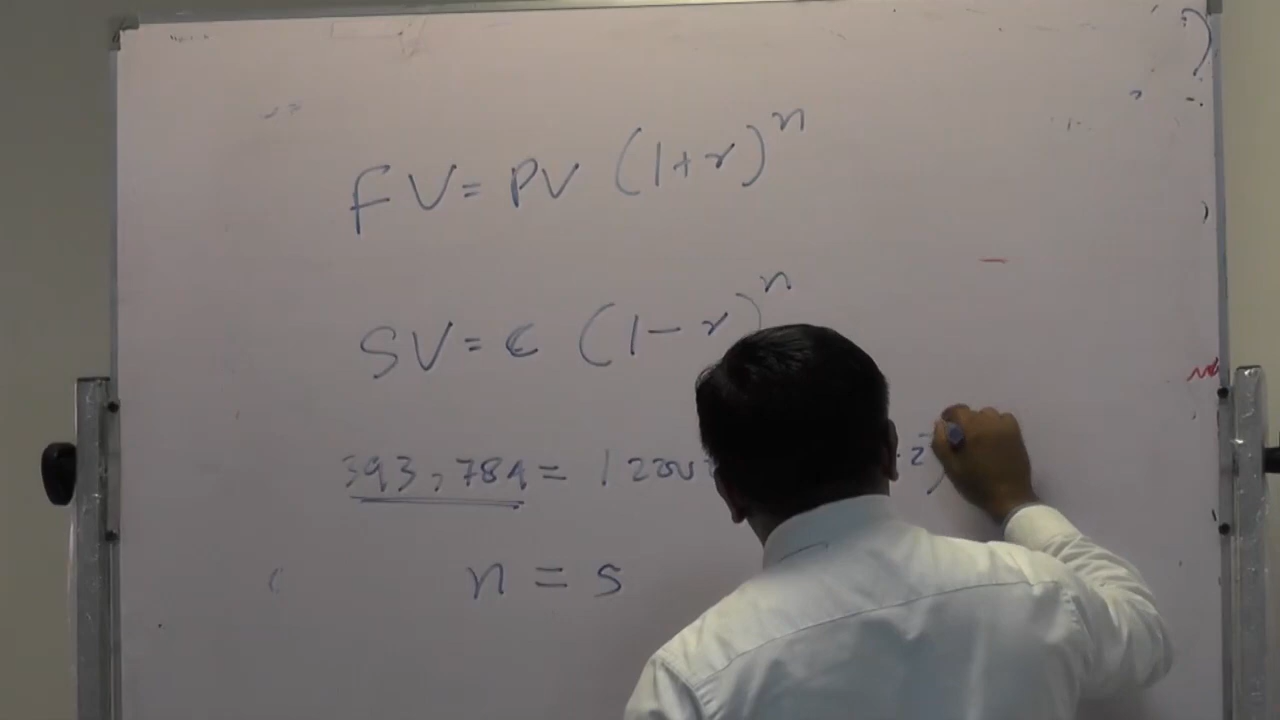 FV = PV (1+r)^n
SV = C (1-r)^n
393,784 = 1200
n = 5